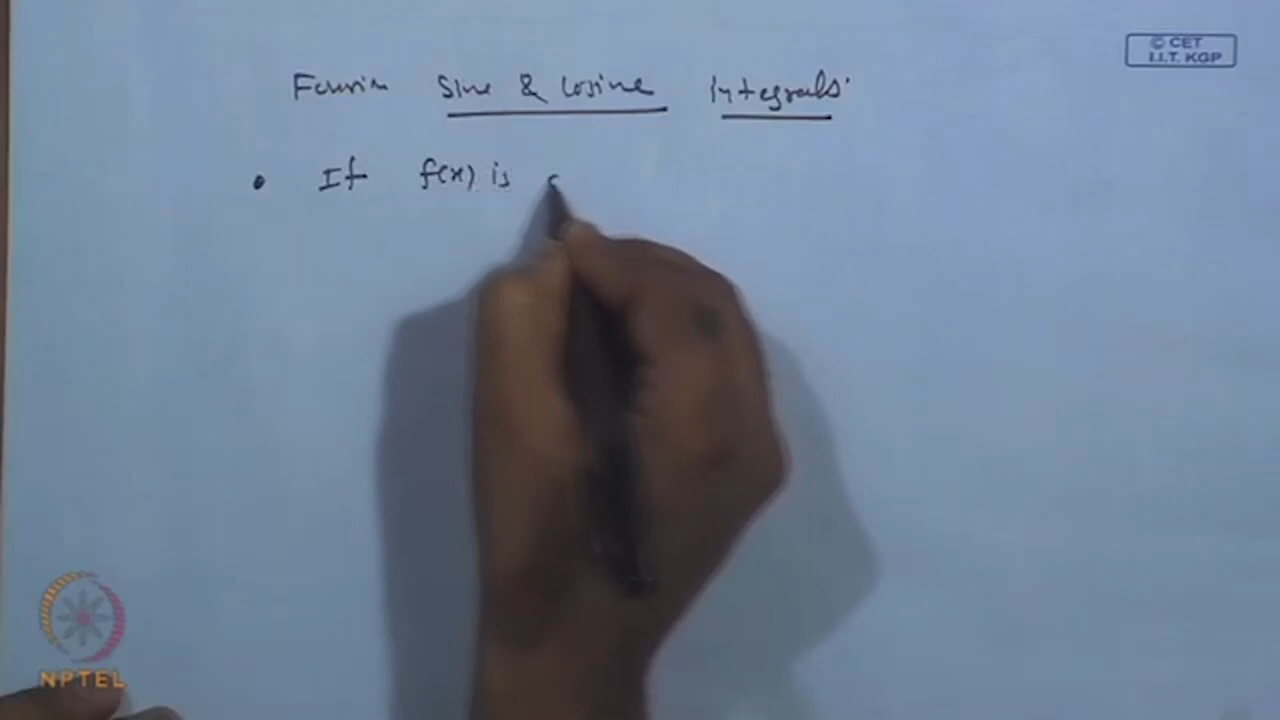 © CET
I.I.T. KGP
Fourier Sine & Cosine integrals.
• If f(x) is
NPTEL